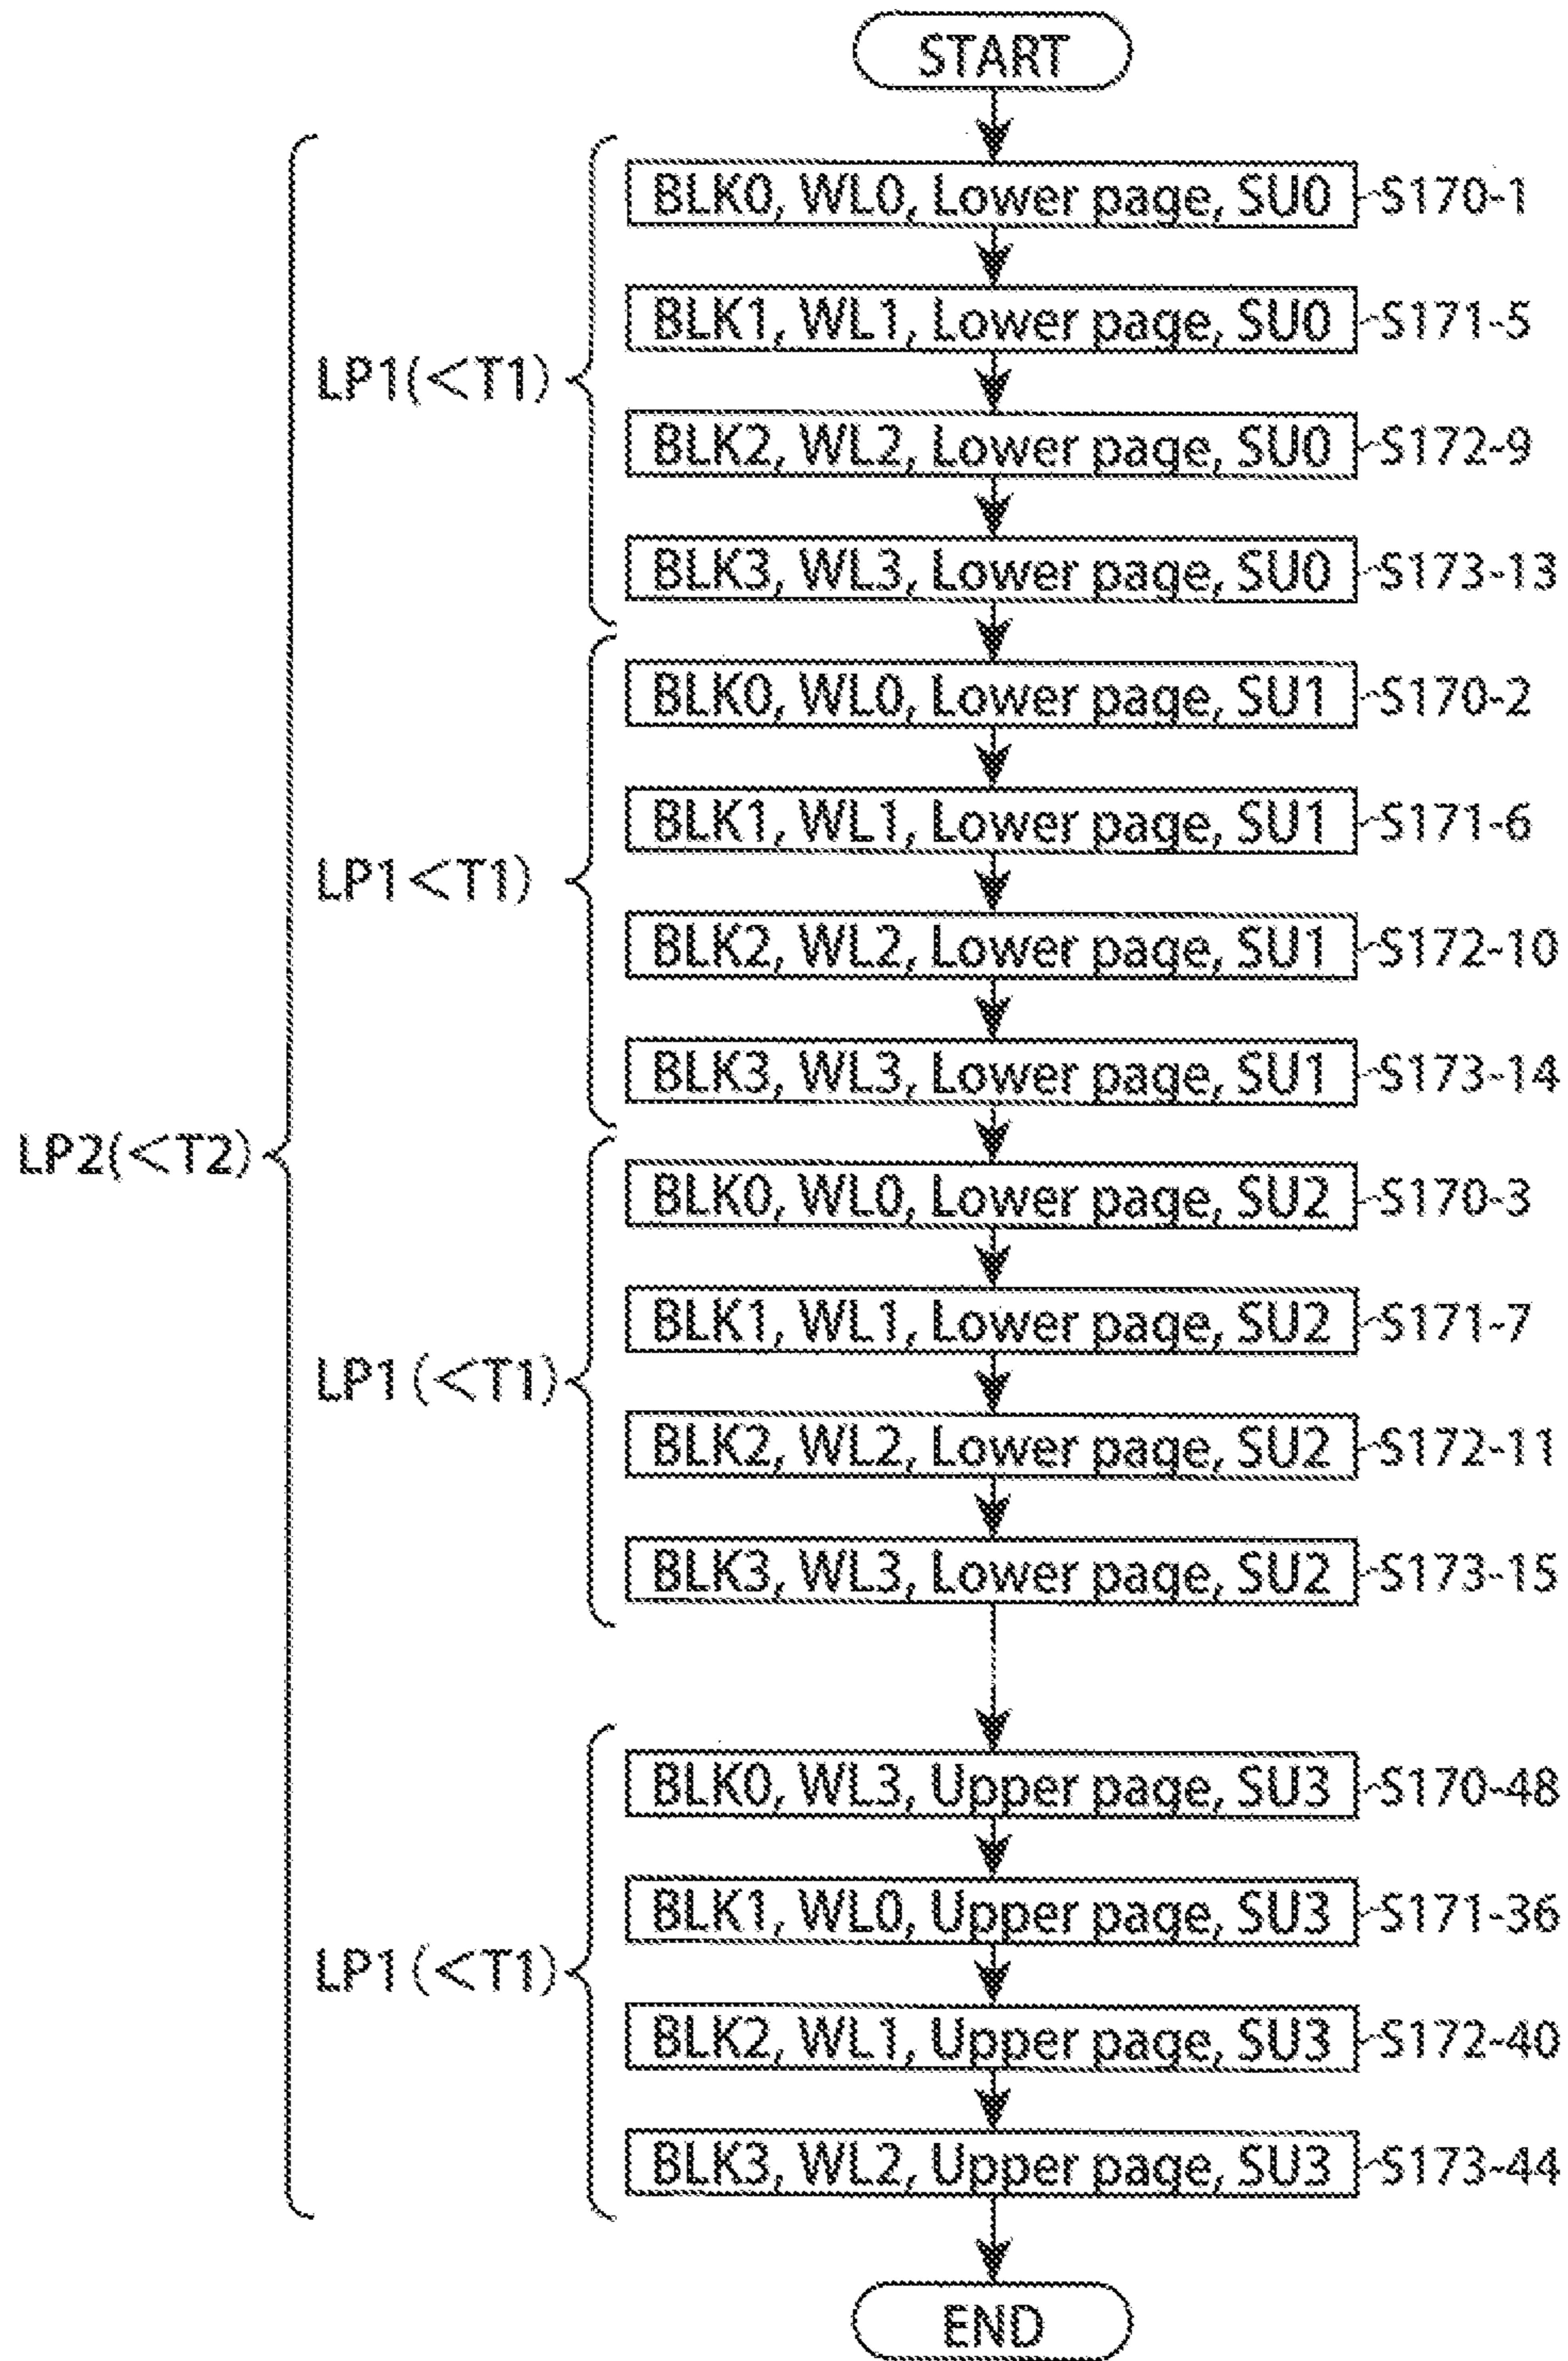 START
BLK0, WL0, Lower page, SU0 S170-1
BLK1, WL1, Lower page, SU0 S171-5
LP1(<T1)
BLK2, WL2, Lower page, SU0 S172-9
BLK3, WL3, Lower page, SU0 S173-13
BLK0, WL0, Lower page, SU1 S170-2
BLK1, WL1, Lower page, SU1 S171-6
LP1<T1)
BLK2, WL2, Lower page, SU1 S172-10
BLK3, WL3, Lower page, SU1 S173-14
LP2(<T2)
BLK0, WL0, Lower page, SU2 S170-3
BLK1, WL1, Lower page, SU2 S171-7
LP1(<T1)
BLK2, WL2, Lower page, SU2 S172-11
BLK3, WL3, Lower page, SU2 S173-15
BLK0, WL3, Upper page, SU3 S170-48
BLK1, WL0, Upper page, SU3 S171-36
LP1(<T1)
BLK2, WL1, Upper page, SU3 S172-40
BLK3, WL2, Upper page, SU3 S173-44
END